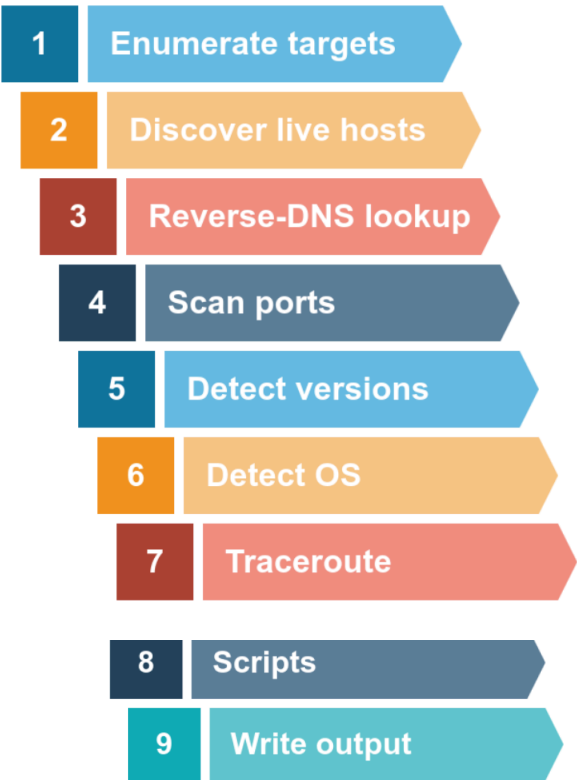 1 Enumerate targets
2 Discover live hosts
3 Reverse-DNS lookup
4 Scan ports
5 Detect versions
6 Detect OS
7 Traceroute
8 Scripts
9 Write output